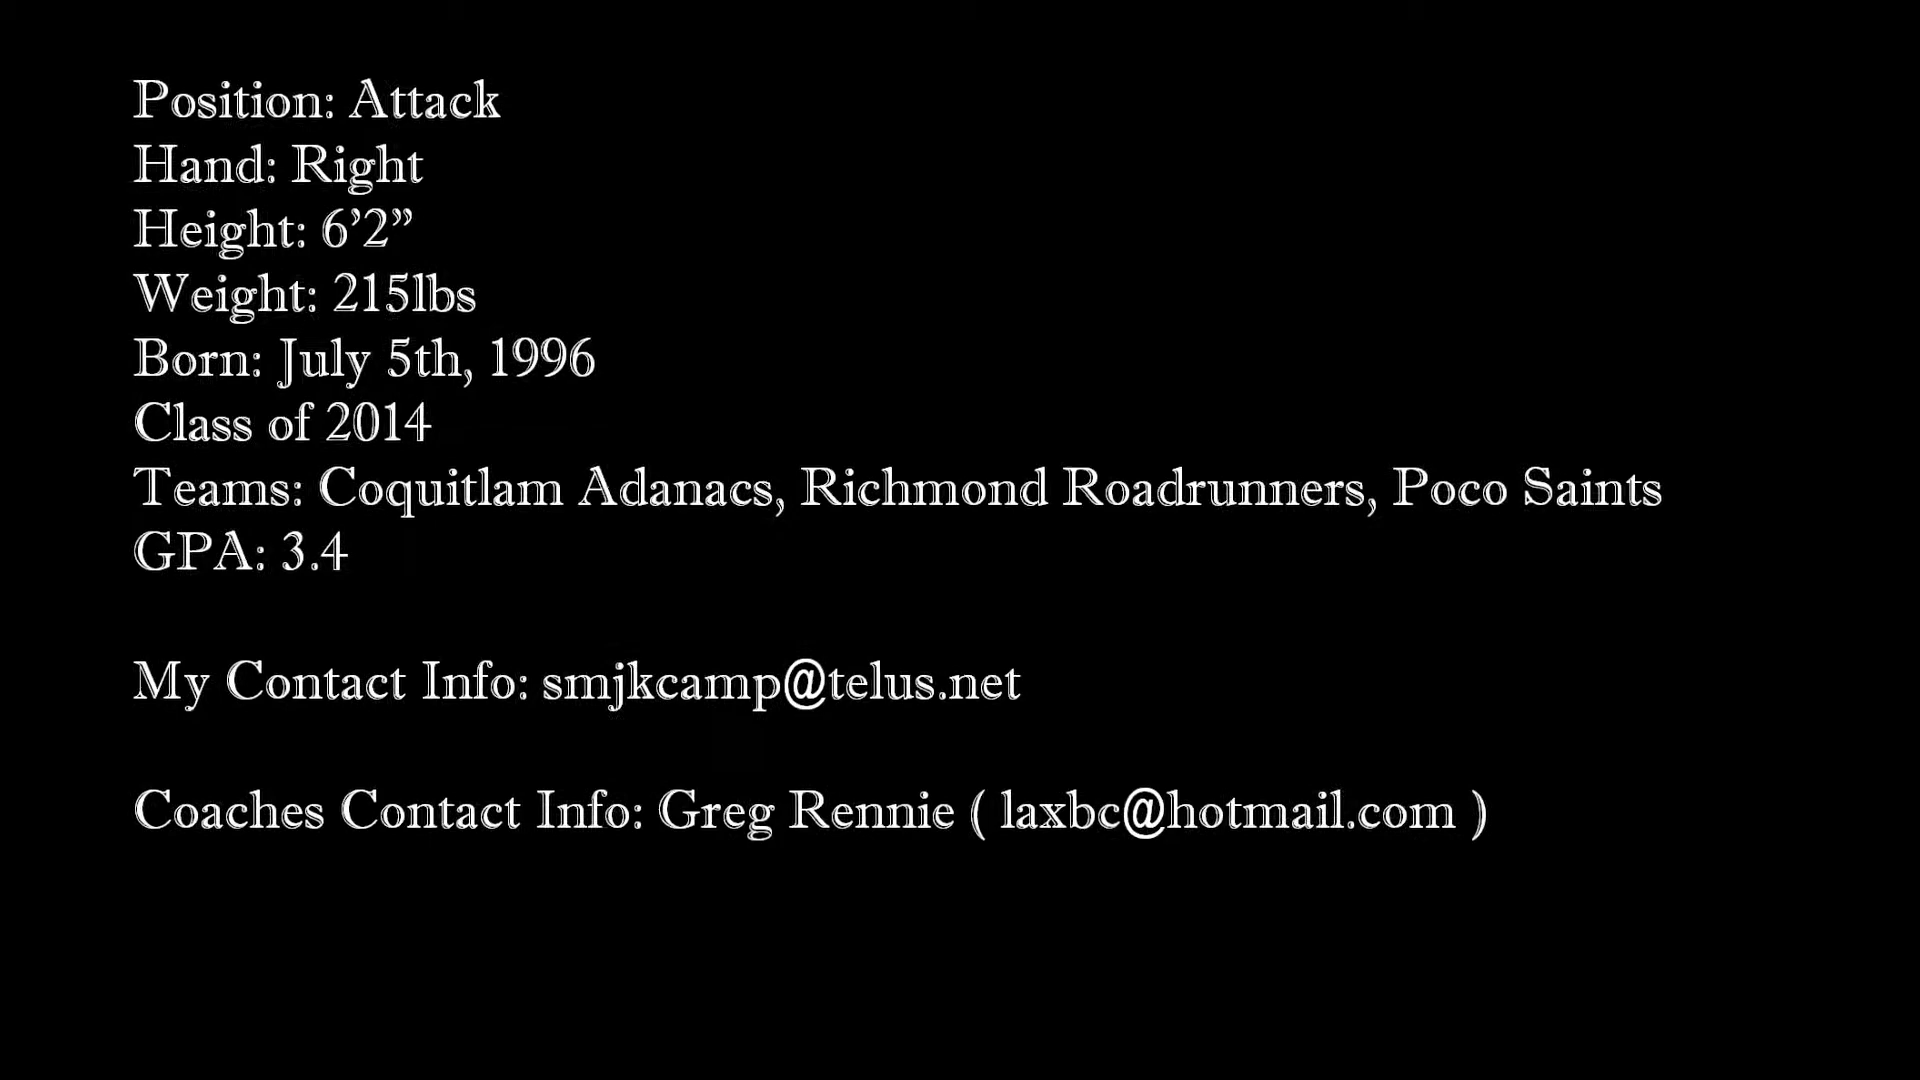 Position: Attack
Hand: Right
Height: 6’2”
Weight: 215lbs
Born: July 5th, 1996
Class of 2014
Teams: Coquitlam Adanacs, Richmond Roadrunners, Poco Saints
GPA: 3.4
My Contact Info: smjkcamp@telus.net
Coaches Contact Info: Greg Rennie ( laxbc@hotmail.com )